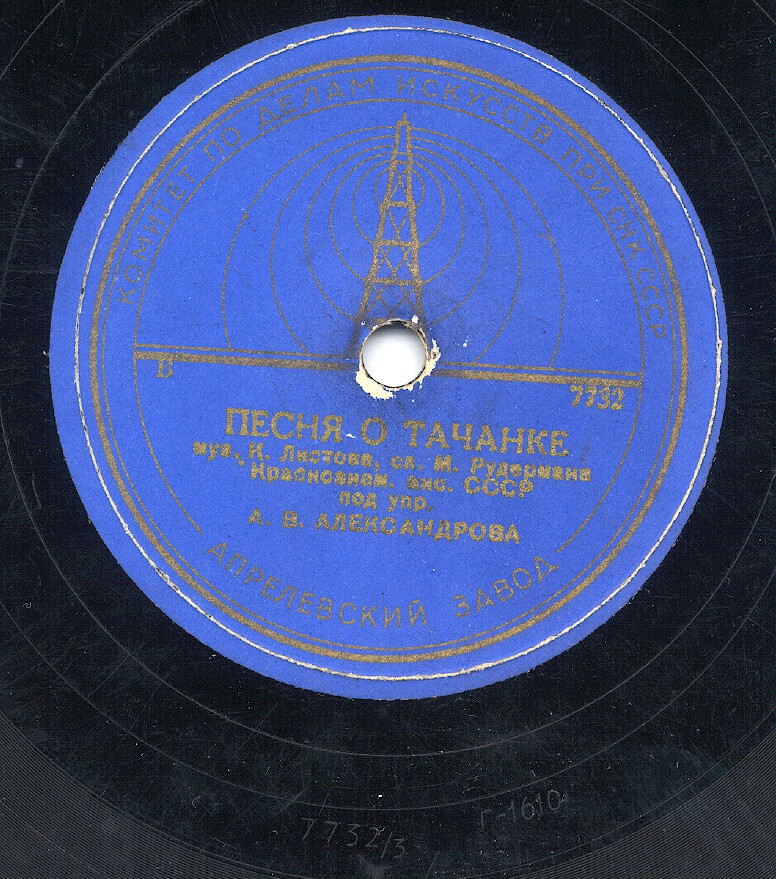 КОМИТЕТ ПО ДЕЛАМ ИСКУССТВ ПРИ СНК СССР
В 7732
ПЕСНЯ О ТАЧАНКЕ
муз. К. Листова, сл. М. Рудермана
Краснознам. анс. СССР
под упр.
А. В. АЛЕКСАНДРОВА
АПРЕЛЕВСКИЙ ЗАВОД
7732/3 Г-1610